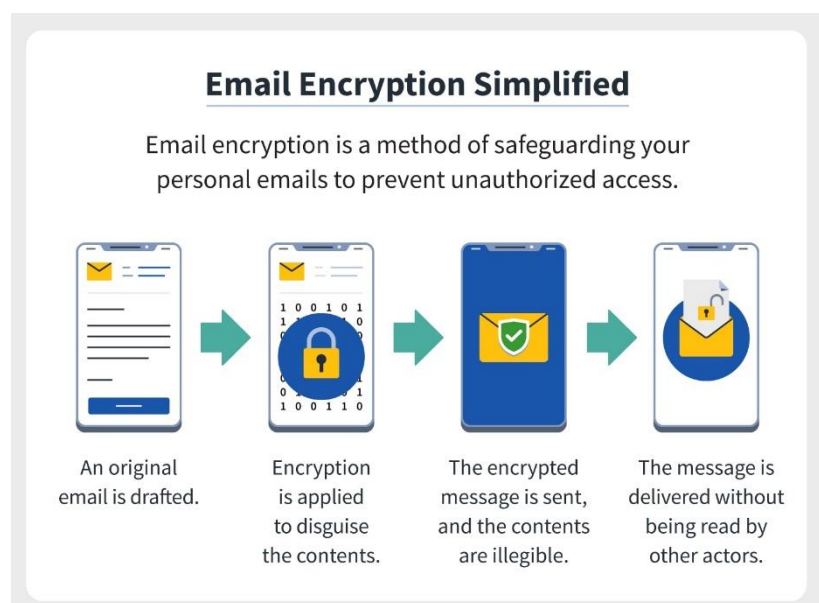 Email Encryption Simplified
Email encryption is a method of safeguarding your
personal emails to prevent unauthorized access.
1 0 0 1 0 1
1 0 0 1 1 0
An original
email is drafted.
Encryption
is applied
to disguise
the contents.
The encrypted
message is sent,
and the contents
are illegible.
The message is
delivered without
being read by
other actors.